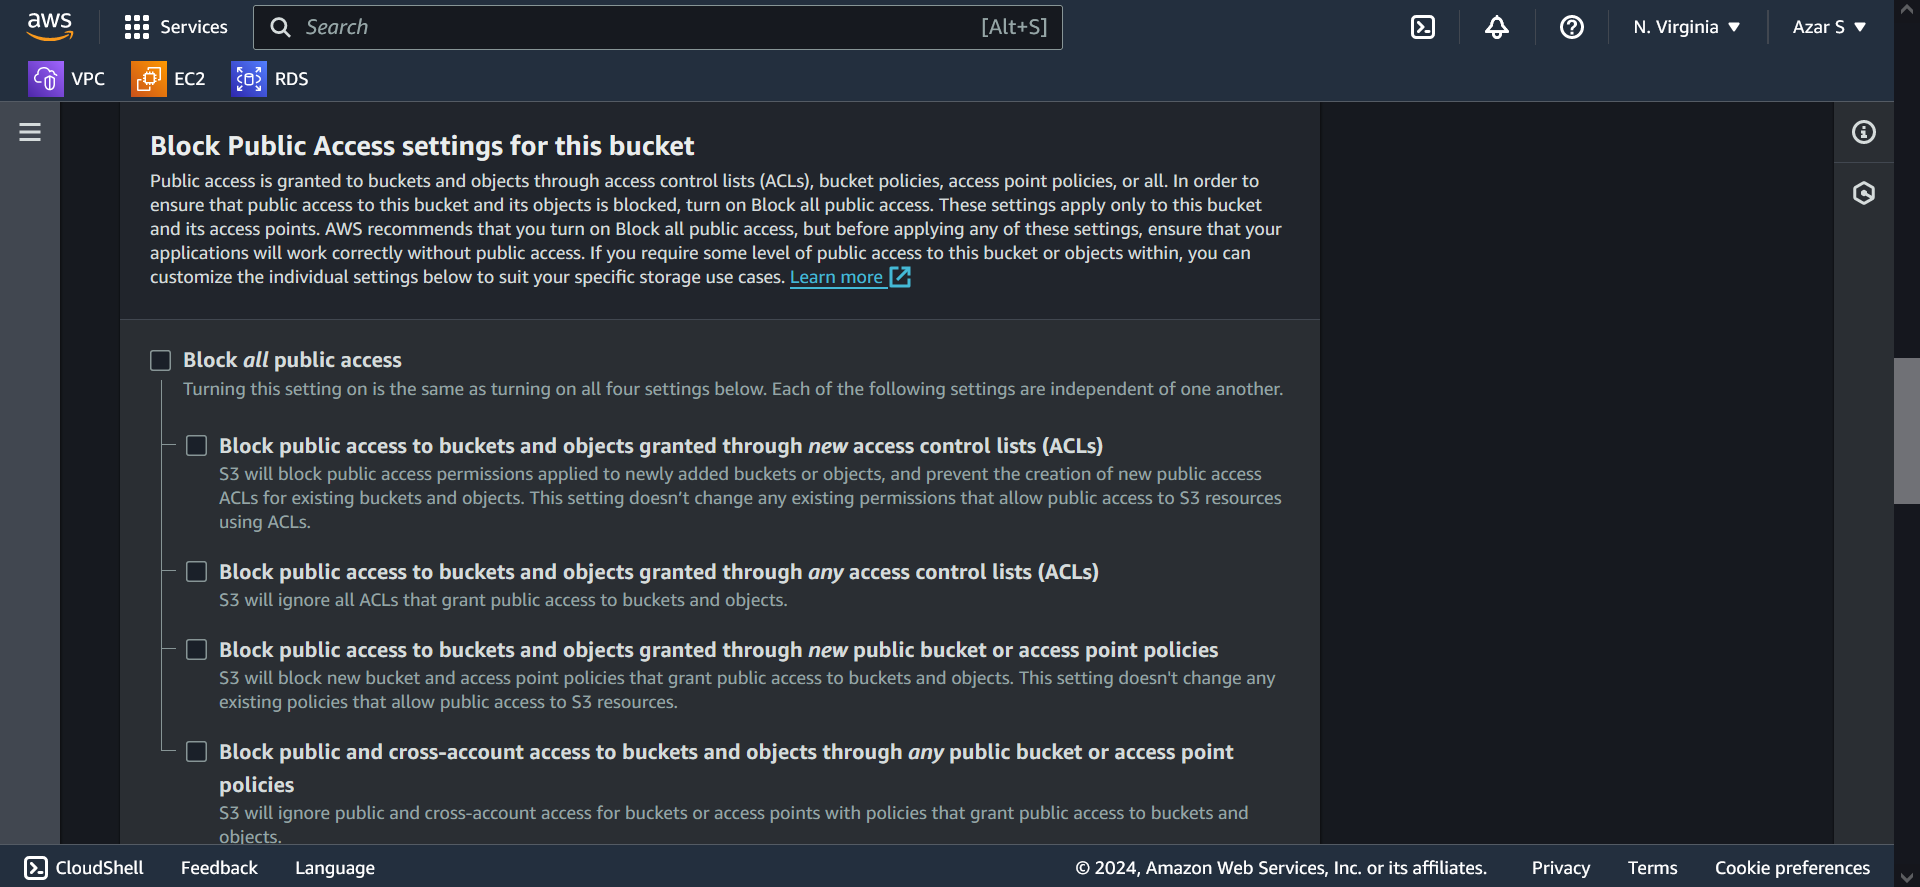 aws
Services
Search
[Alt+S]
N. Virginia
Azar S
VPC
EC2
RDS
Block Public Access settings for this bucket
Public access is granted to buckets and objects through access control lists (ACLs), bucket policies, access point policies, or all. In order to
ensure that public access to this bucket and its objects is blocked, turn on Block all public access. These settings apply only to this bucket
and its access points. AWS recommends that you turn on Block all public access, but before applying any of these settings, ensure that your
applications will work correctly without public access. If you require some level of public access to this bucket or objects within, you can
customize the individual settings below to suit your specific storage use cases. Learn more
Block all public access
Turning this setting on is the same as turning on all four settings below. Each of the following settings are independent of one another.
Block public access to buckets and objects granted through new access control lists (ACLs)
S3 will block public access permissions applied to newly added buckets or objects, and prevent the creation of new public access
ACLs for existing buckets and objects. This setting doesn’t change any existing permissions that allow public access to S3 resources
using ACLs.
Block public access to buckets and objects granted through any access control lists (ACLs)
S3 will ignore all ACLs that grant public access to buckets and objects.
Block public access to buckets and objects granted through new public bucket or access point policies
S3 will block new bucket and access point policies that grant public access to buckets and objects. This setting doesn't change any
existing policies that allow public access to S3 resources.
Block public and cross-account access to buckets and objects through any public bucket or access point
policies
S3 will ignore public and cross-account access for buckets or access points with policies that grant public access to buckets and
objects.
CloudShell
Feedback
Language
© 2024, Amazon Web Services, Inc. or its affiliates.
Privacy
Terms
Cookie preferences